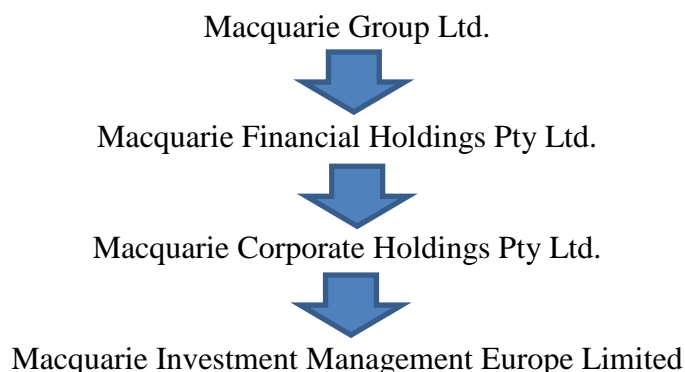 Macquarie Group Ltd.
Macquarie Financial Holdings Pty Ltd.
Macquarie Corporate Holdings Pty Ltd.
Macquarie Investment Management Europe Limited